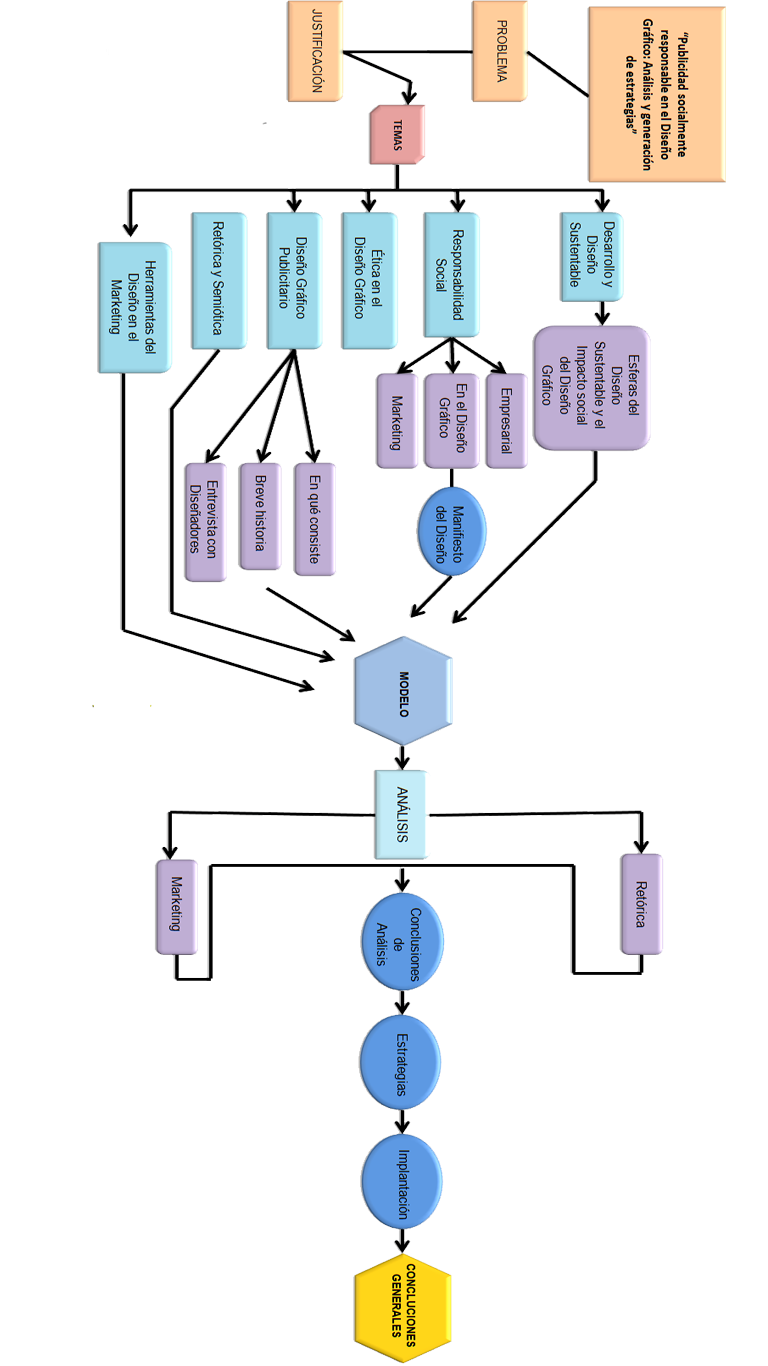 “Publicidad socialmente
responsable en el Diseño
Gráfico: Análisis y generación
de estrategias”
PROBLEMA
JUSTIFICACIÓN
TEMAS
Desarrollo y
Diseño
Sustentable
Responsabilidad
Social
Ética en el
Diseño Gráfico
Diseño Gráfico
Publicitario
Retórica y Semiótica
Herramientas del
Diseño en el
Marketing
Esferas del
Diseño
Sustentable y el
Impacto social
del Diseño
Gráfico
Empresarial
En el Diseño
Gráfico
Marketing
Manifiesto
del Diseño
En qué consiste
Breve historia
Entrevista con
Diseñadores
MODELO
ANÁLISIS
Retórica
Marketing
Conclusiones
de
Análisis
Estrategias
Implantación
CONCLUCIONES
GENERALES